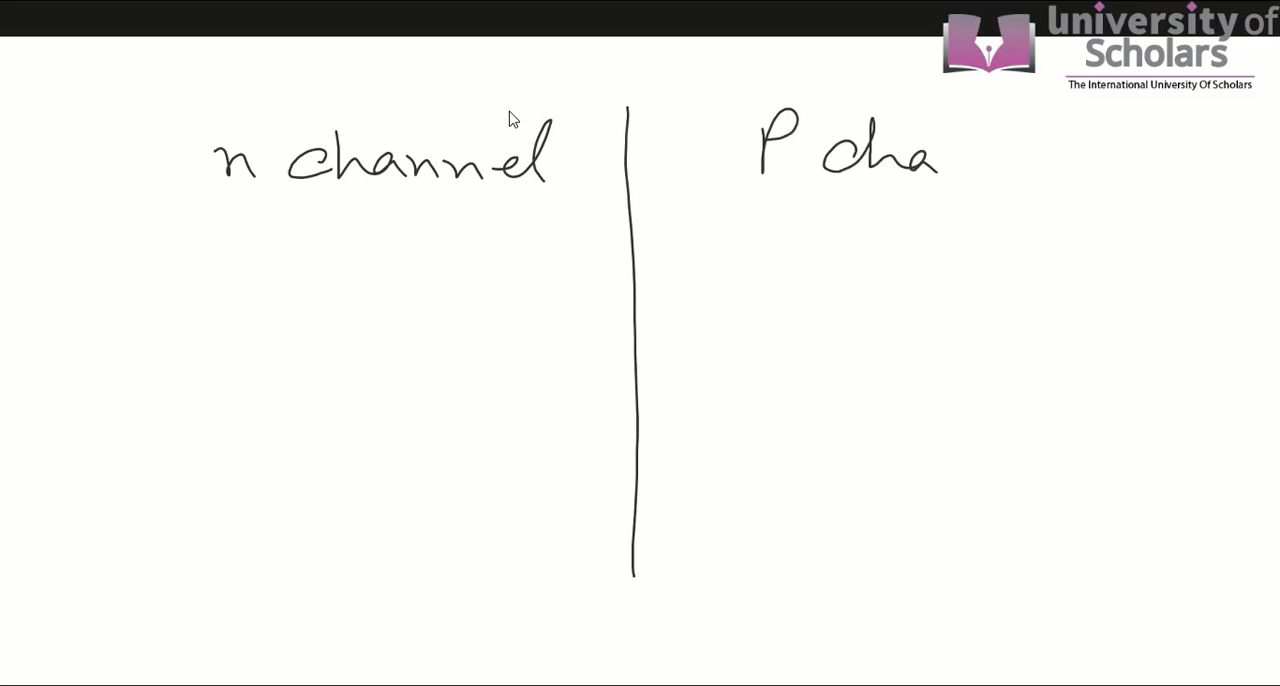 university of
Scholars
The International University Of Scholars
n channel
P cha